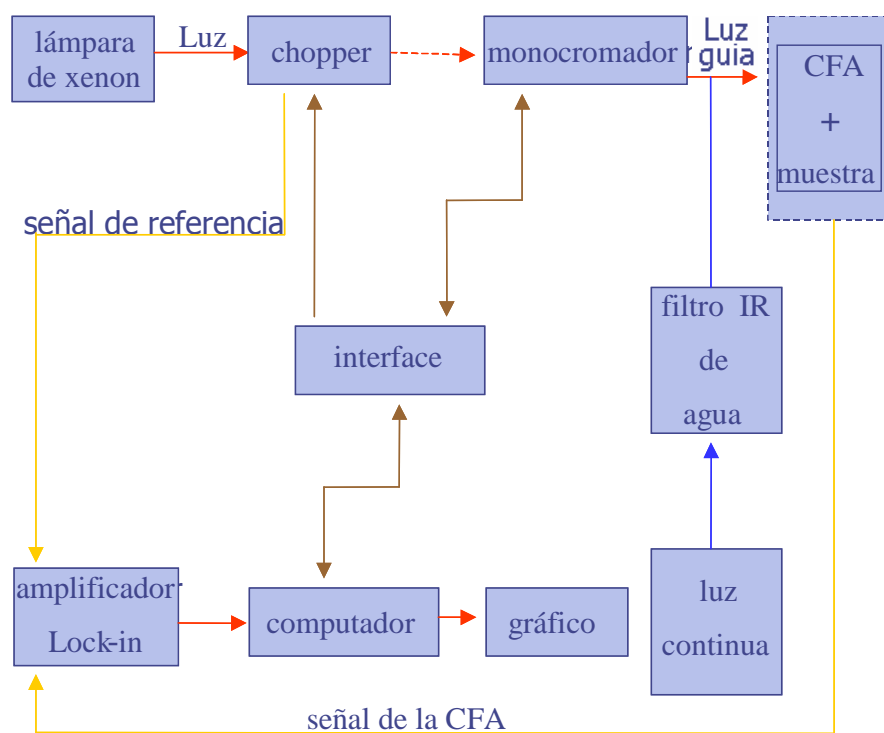 lámpara
de xenon
Luz
chopper
monocromador
Luz
guia
CFA
+
muestra
señal de referencia
filtro IR
de
agua
interface
amplificador
Lock-in
computador
gráfico
luz
continua
señal de la CFA